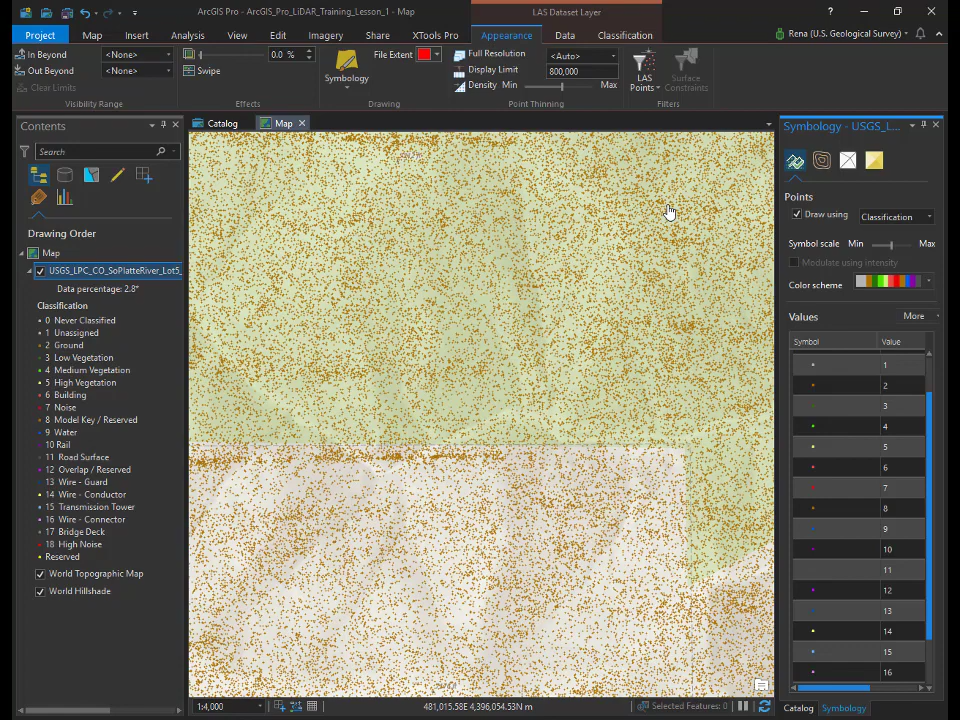 ArcGIS Pro - ArcGIS_Pro_LiDAR_Training_Lesson_1 - Map
LAS Dataset Layer
?
Project Map Insert Analysis View Edit Imagery Share XTools Pro Appearance Data Classification
Rena (U.S. Geological Survey)
In Beyond <None>
Out Beyond <None>
Clear Limits
Visibility Range
0.0 %
Swipe
Effects
Symbology
File Extent
Drawing
Full Resolution <Auto>
Display Limit 800,000
Density Min Max
Point Thinning
LAS Points
Surface Constraints
Filters
Contents
Search
Drawing Order
Map
USGS_LPC_CO_SoPlatteRiver_Lot5_
Data percentage: 2.8*
Classification
0 Never Classified
1 Unassigned
2 Ground
3 Low Vegetation
4 Medium Vegetation
5 High Vegetation
6 Building
7 Noise
8 Model Key / Reserved
9 Water
10 Rail
11 Road Surface
12 Overlap / Reserved
13 Wire - Guard
14 Wire - Conductor
15 Transmission Tower
16 Wire - Connector
17 Bridge Deck
18 High Noise
Reserved
World Topographic Map
World Hillshade
Catalog Map
1:4,000
481,015.58E 4,396,054.53N m
Selected Features: 0
Symbology - USGS_L...
Points
Draw using Classification
Symbol scale Min Max
Modulate using intensity
Color scheme
Values More
Symbol Value
1
2
3
4
5
6
7
8
9
10
11
12
13
14
15
16
Catalog Symbology